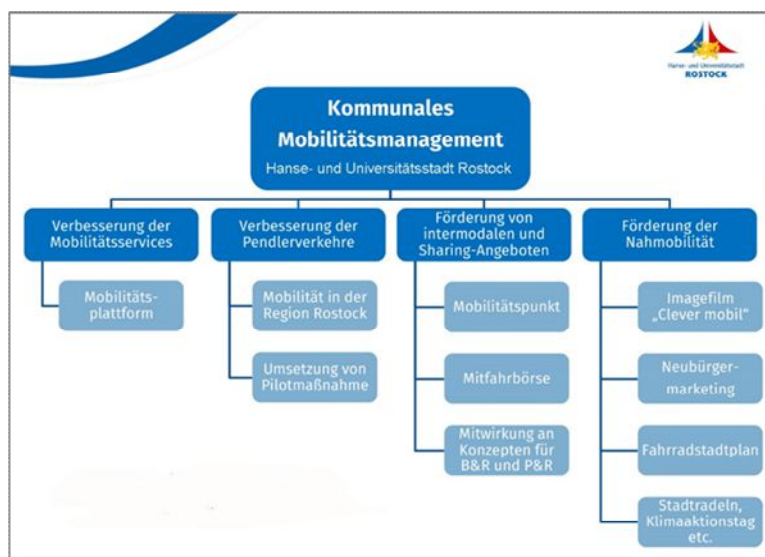 Hanse- und Universitätsstadt
ROSTOCK
Kommunales
Mobilitätsmanagement
Hanse- und Universitätsstadt Rostock
Verbesserung der
Mobilitätsservices
Verbesserung der
Pendlerverkehre
Förderung von
intermodalen und
Sharing-Angeboten
Förderung der
Nahmobilität
Mobilitäts-
plattform
Mobilität in der
Region Rostock
Umsetzung von
Pilotmaßnahme
Mobilitätspunkt
Mitfahrbörse
Mitwirkung an
Konzepten für
B&R und P&R
Imagefilm
„Clever mobil“
Neubürger-
marketing
Fahrradstadtplan
Stadtradeln,
Klimaaktionstag
etc.